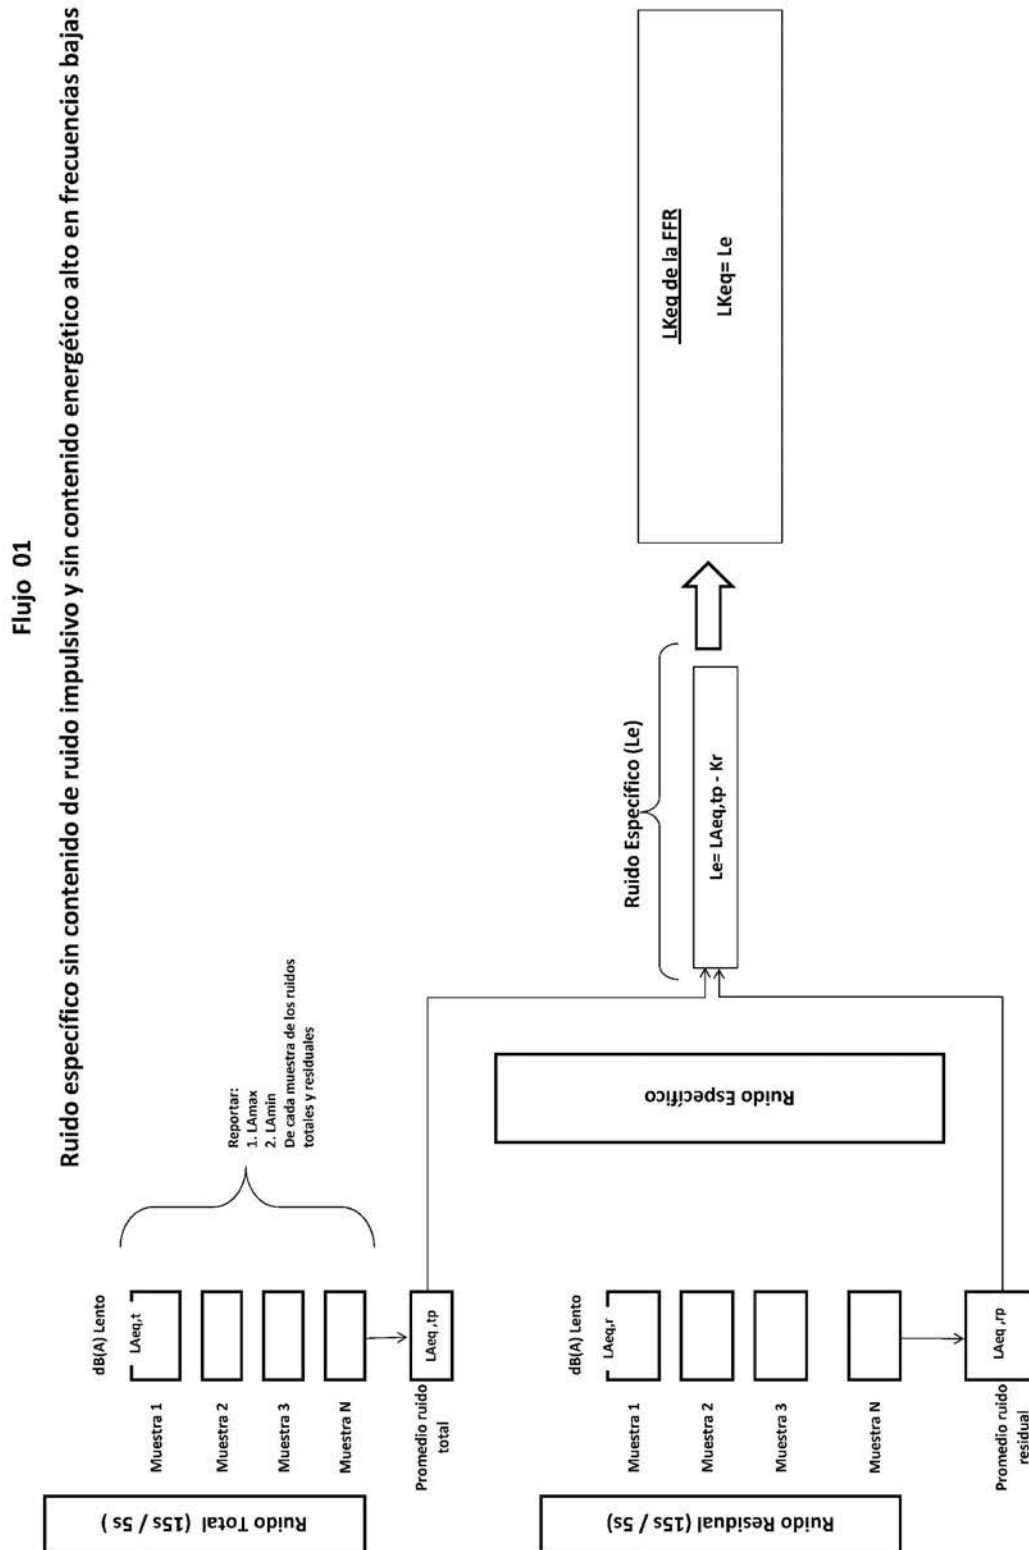 Flujo 01
Ruido específico sin contenido de ruido impulsivo y sin contenido energético alto en frecuencias bajas
Ruido Total (15s / 5s )
dB(A) Lento
Muestra 1
LAeq,t
Muestra 2
Muestra 3
Muestra N
Promedio ruido
total
LAeq ,tp
Reportar:
1. LAmax
2. LAmin
De cada muestra de los ruidos
totales y residuales
Ruido Residual (15s / 5s)
dB(A) Lento
Muestra 1
LAeq,r
Muestra 2
Muestra 3
Muestra N
Promedio ruido
residual
LAeq ,rp
Ruido Específico
Ruido Específico (Le)
Le= LAeq,tp - Kr
LKeq de la FFR
LKeq= Le